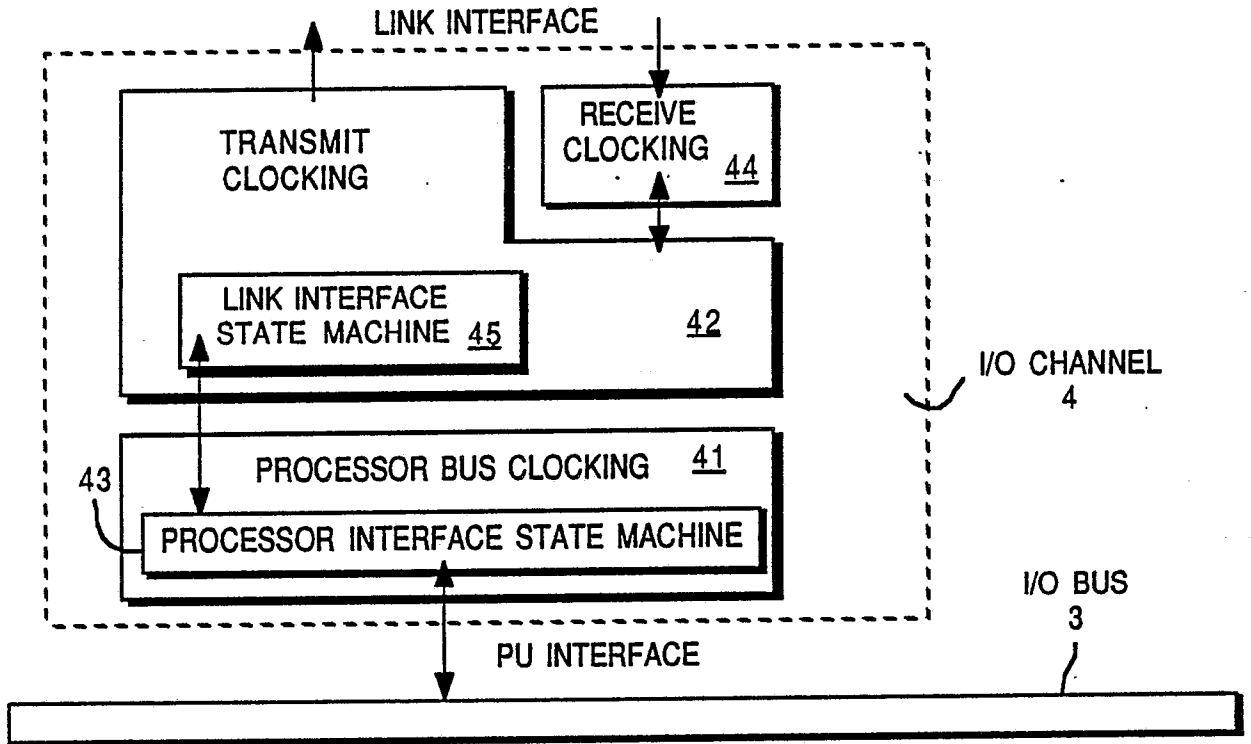 LINK INTERFACE
TRANSMIT
CLOCKING
RECEIVE
CLOCKING
44
LINK INTERFACE
STATE MACHINE 45
42
I/O CHANNEL
4
PROCESSOR BUS CLOCKING 41
43
PROCESSOR INTERFACE STATE MACHINE
I/O BUS
3
PU INTERFACE